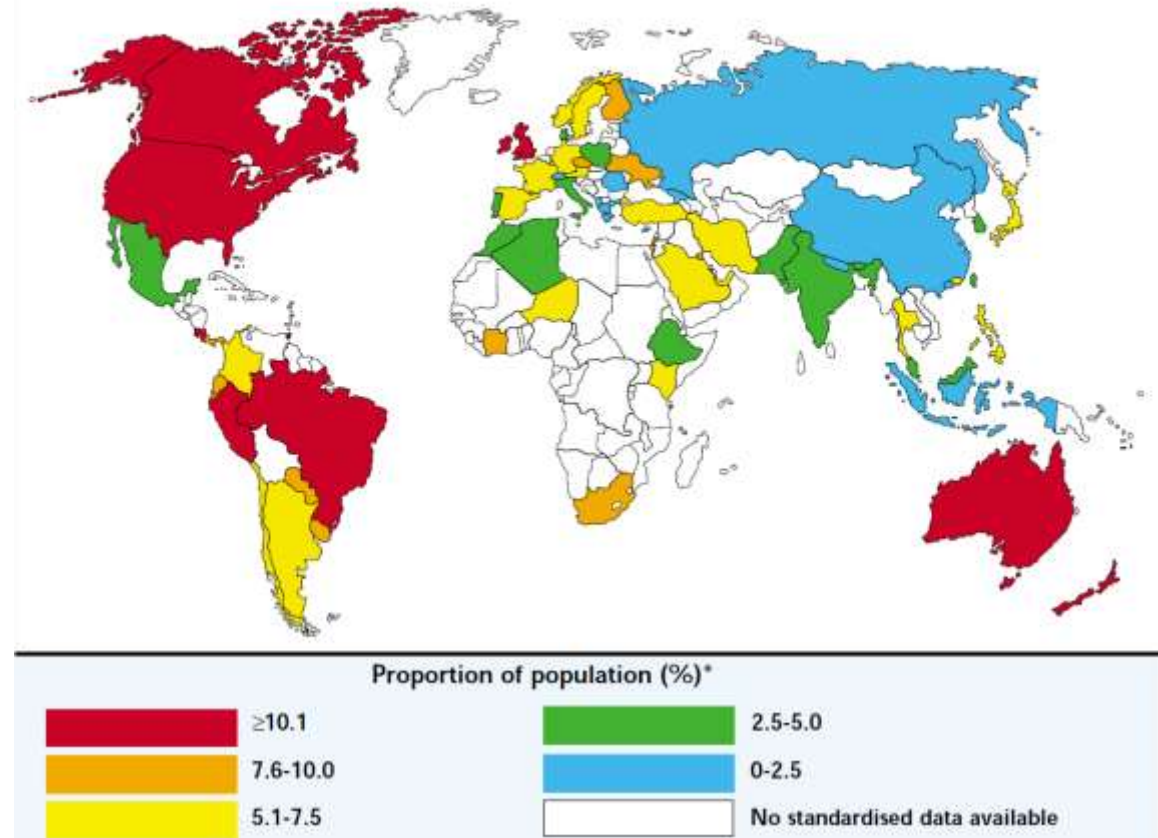 Proportion of population (%)*
≥10.1
7.6-10.0
5.1-7.5
2.5-5.0
0-2.5
No standardised data available